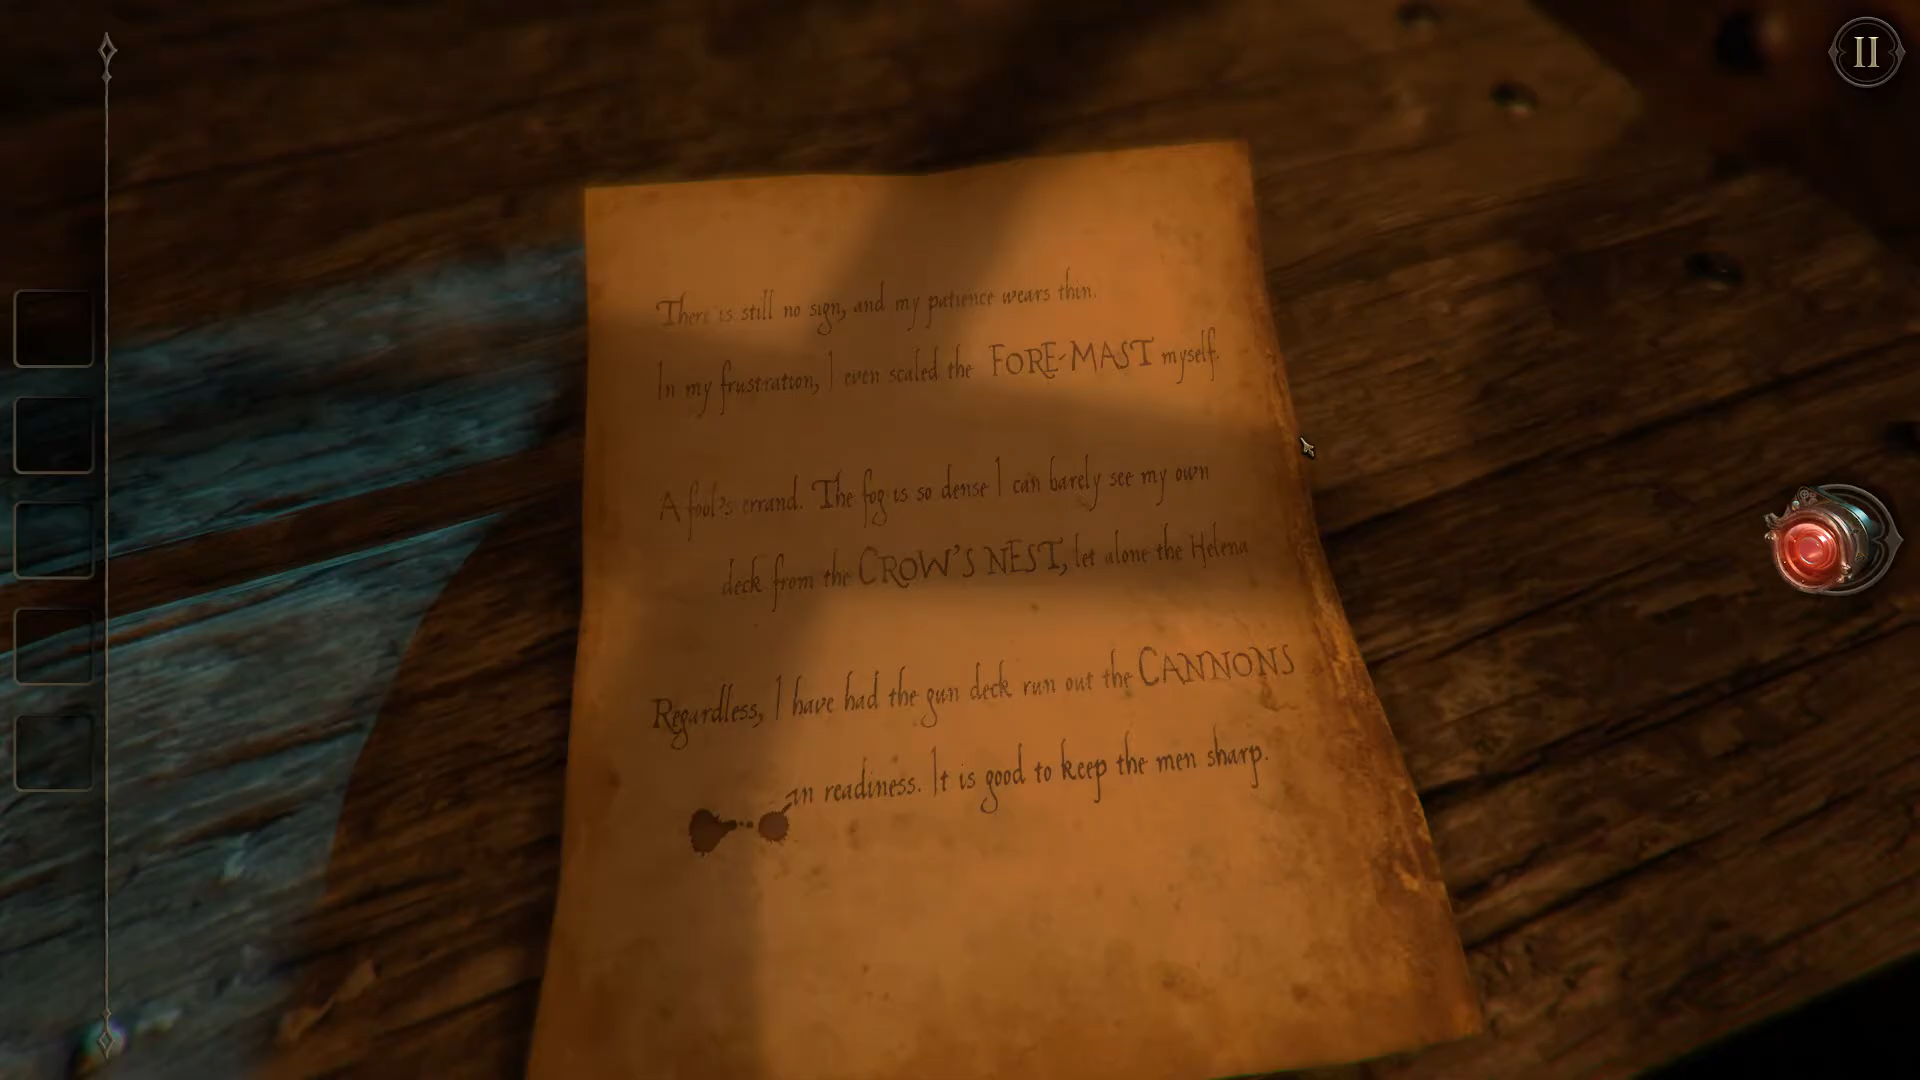 There is still no sign, and my patience wears thin.
In my frustration, I even scaled the FORE-MAST myself.
A fool's errand. The fog is so dense I can barely see my own
deck from the CROW'S NEST, let alone the Helena
Regardless, I have had the gun deck run out the CANNONS
in readiness. It is good to keep the men sharp.